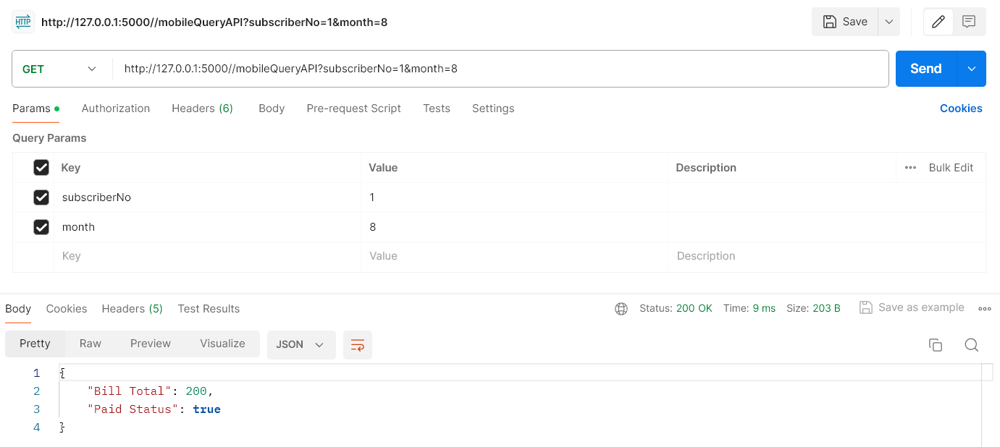 HTTP http://127.0.0.1:5000//mobileQueryAPI?subscriberNo=1&month=8 Save
GET http://127.0.0.1:5000//mobileQueryAPI?subscriberNo=1&month=8 Send
Params Authorization Headers (6) Body Pre-request Script Tests Settings Cookies
Query Params
Key Value Description Bulk Edit
subscriberNo 1
month 8
Key Value Description
Body Cookies Headers (5) Test Results Status: 200 OK Time: 9 ms Size: 203 B Save as example
Pretty Raw Preview Visualize JSON
1 {
2 "Bill Total": 200,
3 "Paid Status": true
4 }